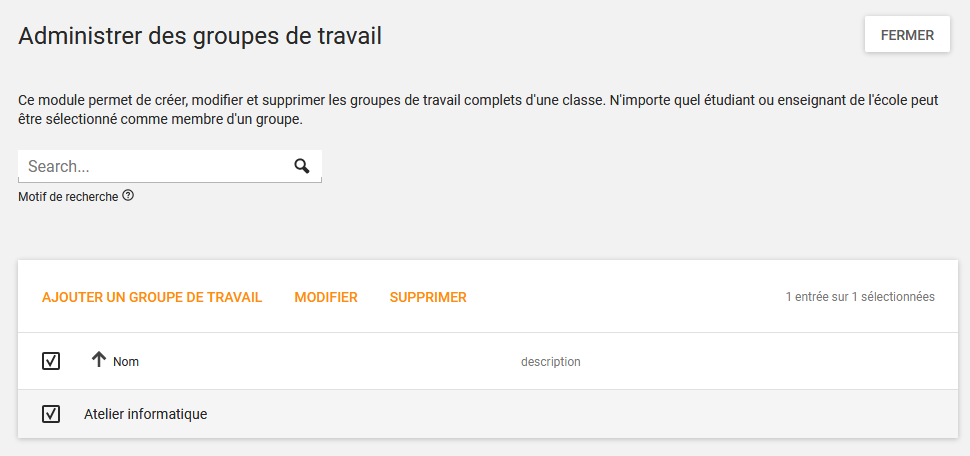 Administrer des groupes de travail
FERMER
Ce module permet de créer, modifier et supprimer les groupes de travail complets d'une classe. N'importe quel étudiant ou enseignant de l'école peut
être sélectionné comme membre d'un groupe.
Search...
Motif de recherche
AJOUTER UN GROUPE DE TRAVAIL MODIFIER SUPPRIMER 1 entrée sur 1 sélectionnées
Nom description
Atelier informatique